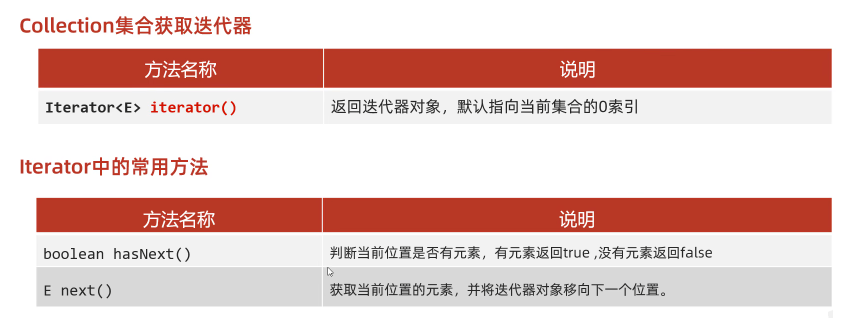 Collection集合获取迭代器
方法名称 说明
Iterator<E> iterator() 返回迭代器对象，默认指向当前集合的0索引
Iterator中的常用方法
方法名称 说明
boolean hasNext() 判断当前位置是否有元素，有元素返回true ,没有元素返回false
E next() 获取当前位置的元素，并将迭代器对象移向下一个位置。